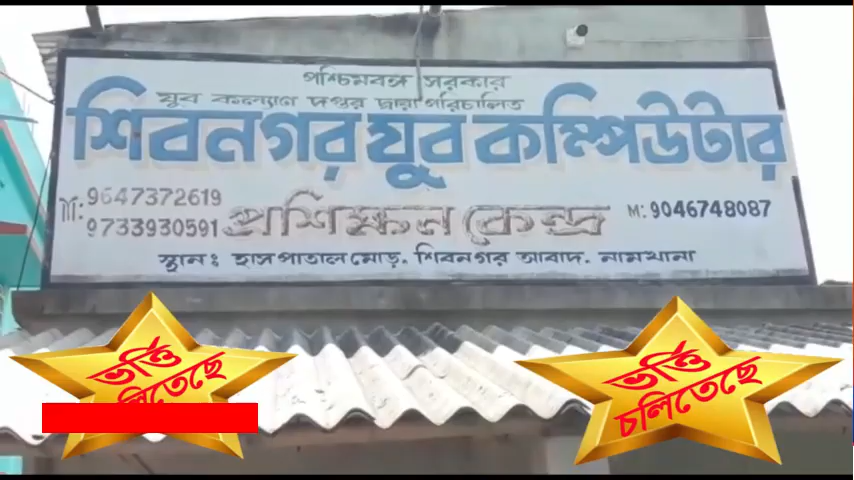 পশ্চিমবঙ্গ সরকার
যুব কল্যাণ দপ্তর দ্বারা পরিচালিত
শিবনগর যুব কম্পিউটার
M: 9647372619
9733930591
প্রশিক্ষন কেন্দ্র
M: 9046748087
স্থান: হাসপাতাল মোড়. শিবনগর আবাদ. নামখানা
ভর্ত্তি
চলিতেছে
ভর্ত্তি
চলিতেছে